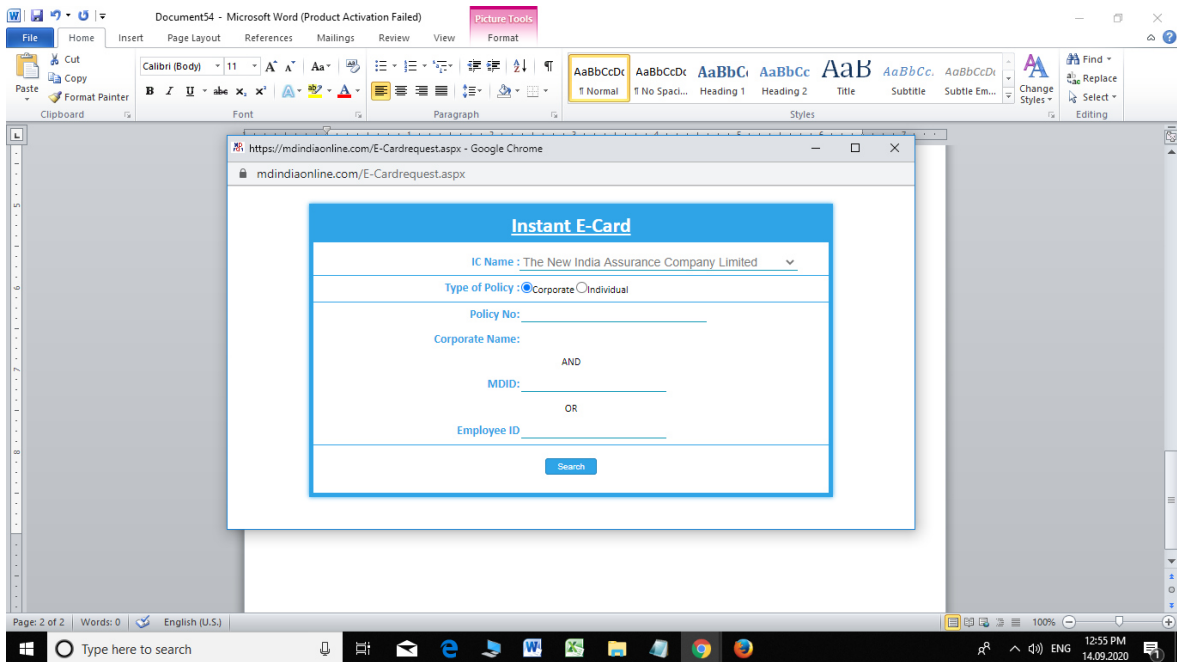 Document54 - Microsoft Word (Product Activation Failed)
Picture Tools
File Home Insert Page Layout References Mailings Review View Format
Paste
Cut
Copy
Format Painter
Clipboard
Calibri (Body) 11
Font
Paragraph
AaBbCcDc AaBbCcDc AaBbC AaBbCc AaB AaBbCc. AaBbCcDi
¶ Normal ¶ No Spaci... Heading 1 Heading 2 Title Subtitle Subtle Em...
Change Styles
Styles
Find
Replace
Select
Editing
https://mdindiaonline.com/E-Cardrequest.aspx - Google Chrome
mdindiaonline.com/E-Cardrequest.aspx
Instant E-Card
IC Name : The New India Assurance Company Limited
Type of Policy : Corporate Individual
Policy No:
Corporate Name:
AND
MDID:
OR
Employee ID
Search
Page: 2 of 2 Words: 0 English (U.S.) 100%
Type here to search
ENG
12:55 PM
14.09.2020